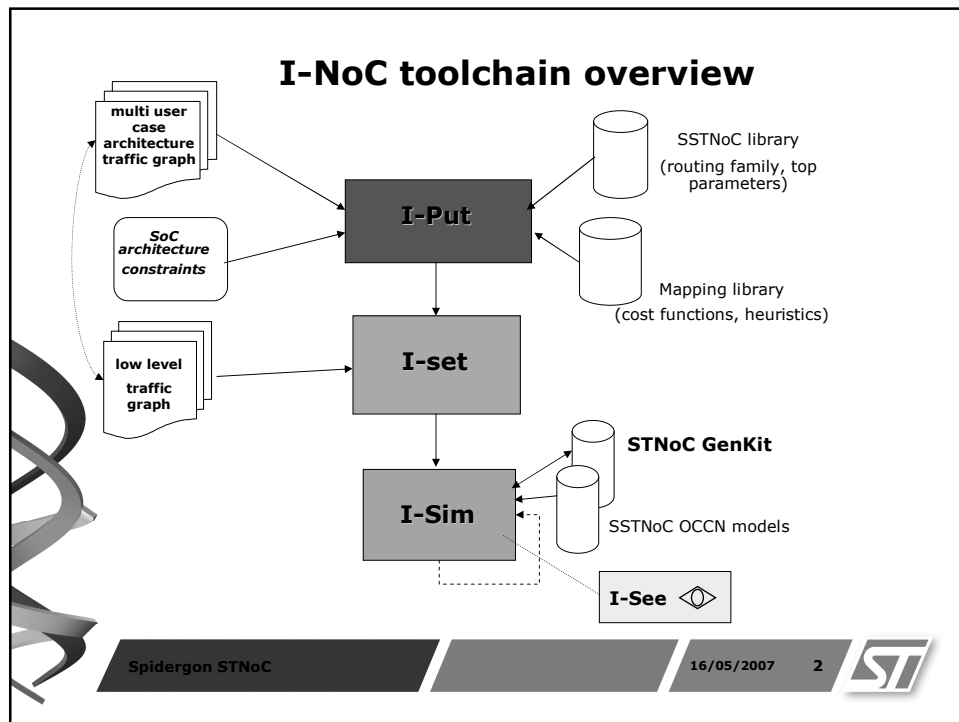 I-NoC toolchain overview
multi user
case
architecture
traffic graph
SSTNoC library
(routing family, top
parameters)
I-Put
SoC
architecture
constraints
Mapping library
(cost functions, heuristics)
low level
traffic
graph
I-set
STNoC GenKit
I-Sim
SSTNoC OCCN models
I-See
Spidergon STNoC
16/05/2007
2
ST